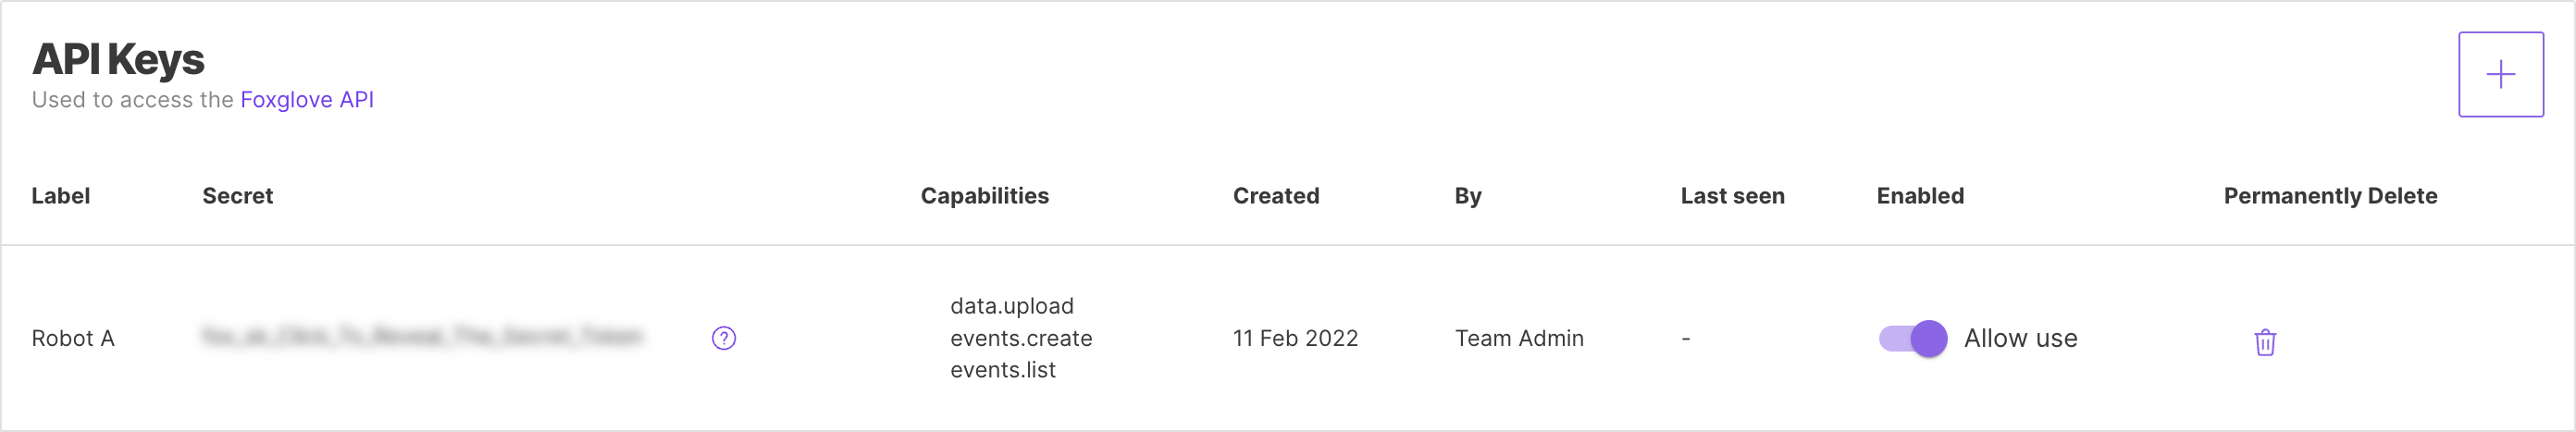 API Keys
Used to access the Foxglove API
Label Secret Capabilities Created By Last seen Enabled Permanently Delete
data.upload
Robot A events.create 11 Feb 2022 Team Admin - Allow use
events.list